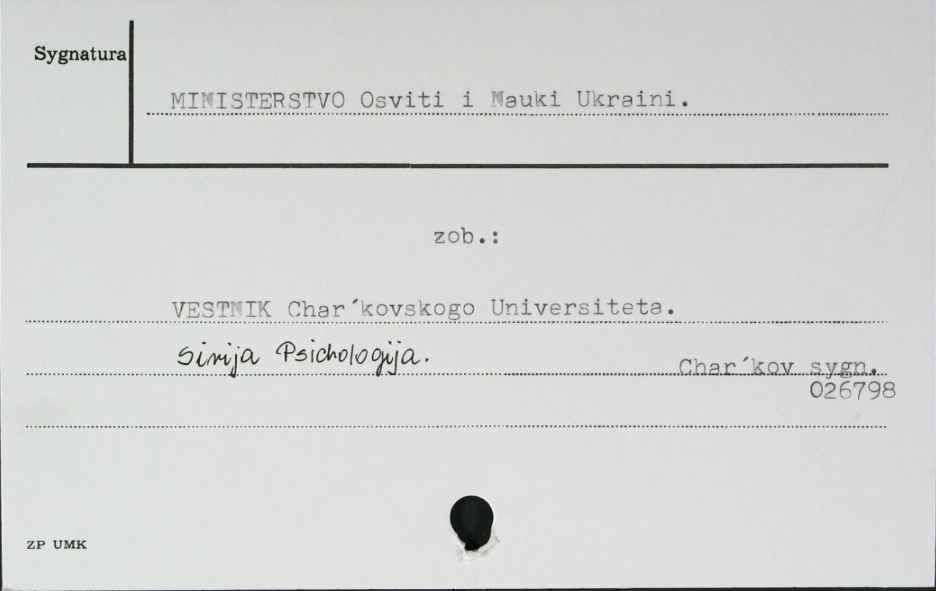 Sygnatura
MINISTERSTVO Osviti i Nauki Ukraini.
zob.:
VESTNIK Char´kovskogo Universiteta.
Sirija Psichologija.
Char´kov sygn.
026798
ZP UMK